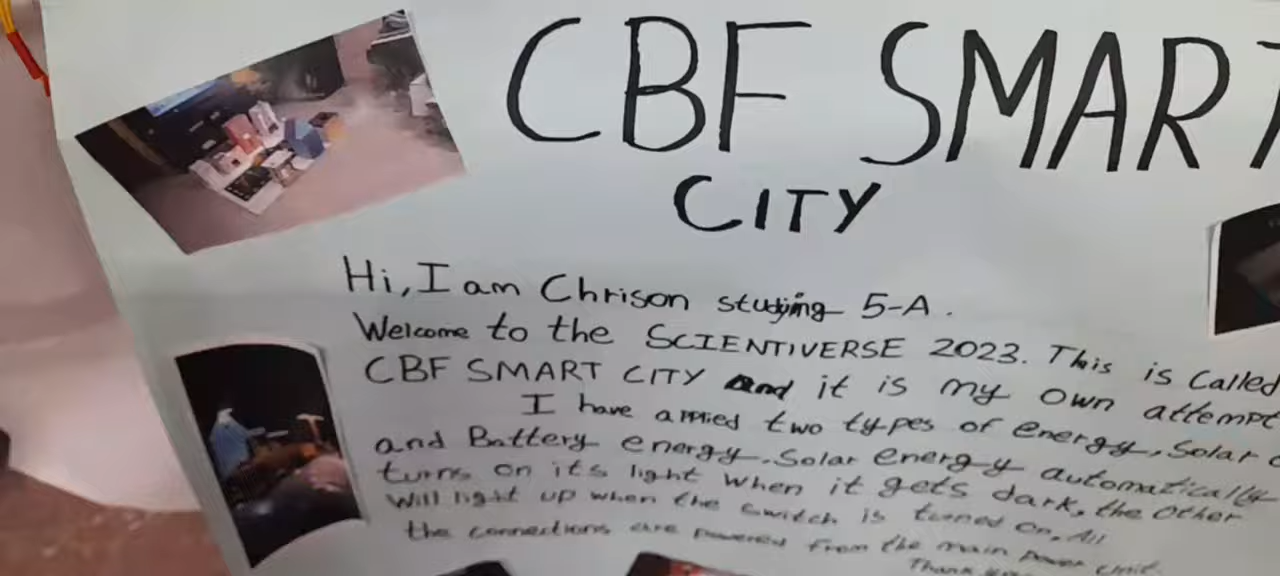 CBF SMART
CITY
Hi, I am Chrison studying 5-A.
Welcome to the SCIENTIVERSE 2023. This is Called
CBF SMART CITY and it is my own attempt
I have applied two types of energy, Solar
and Battery energy. Solar energy automatically
turns on its light when it gets dark, the other
Will light up when the switch is turned on. All
the connections are powered from the main power unit.
Thank